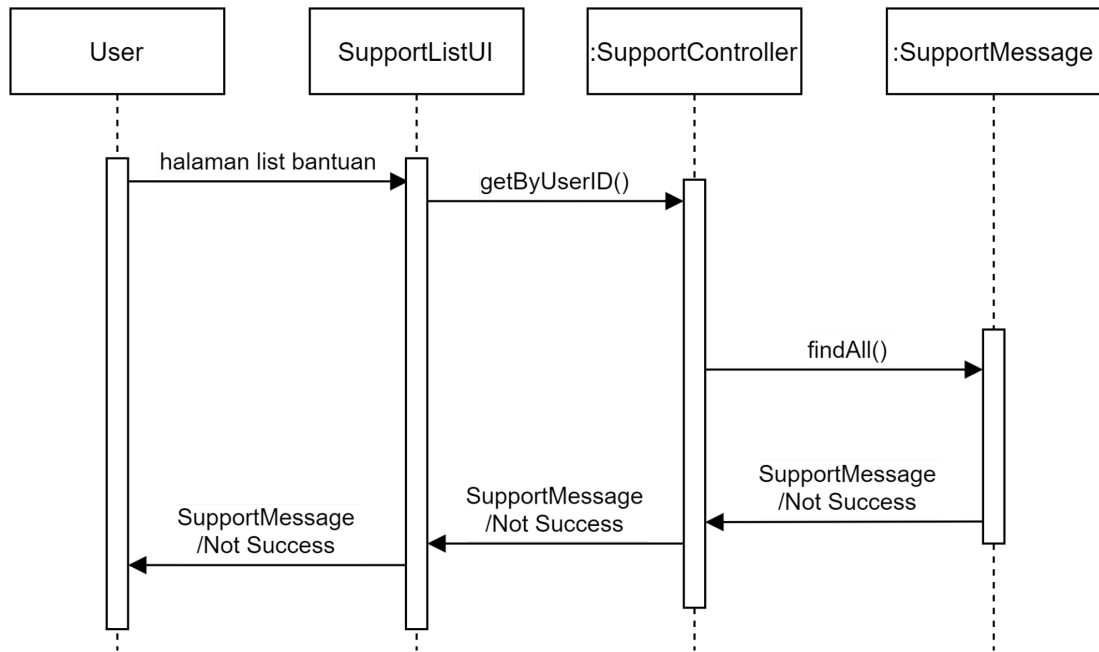 User
SupportListUI
:SupportController
:SupportMessage
halaman list bantuan
getByUserID()
findAll()
SupportMessage
/Not Success
SupportMessage
/Not Success
SupportMessage
/Not Success